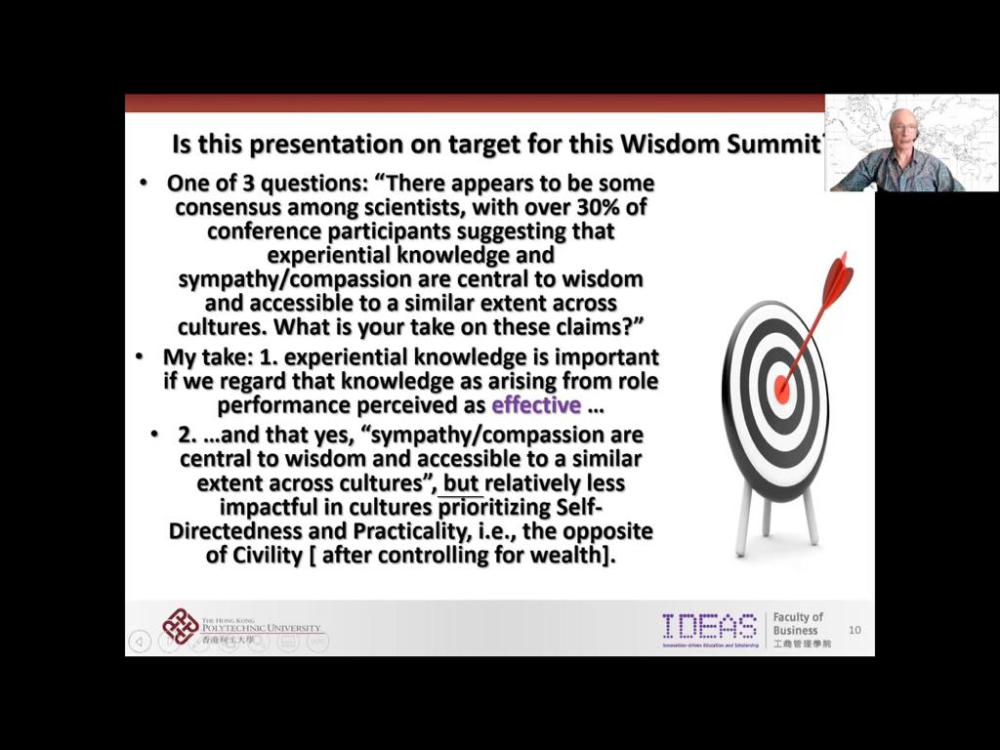 Is this presentation on target for this Wisdom Summit?
• One of 3 questions: “There appears to be some
consensus among scientists, with over 30% of
conference participants suggesting that
experiential knowledge and
sympathy/compassion are central to wisdom
and accessible to a similar extent across
cultures. What is your take on these claims?”
• My take: 1. experiential knowledge is important
if we regard that knowledge as arising from role
performance perceived as effective ...
• 2. ...and that yes, “sympathy/compassion are
central to wisdom and accessible to a similar
extent across cultures”, but relatively less
impactful in cultures prioritizing Self-
Directedness and Practicality, i.e., the opposite
of Civility [ after controlling for wealth].
THE HONG KONG
POLYTECHNIC UNIVERSITY
香港理工大學
IDEAS
Innovation-driven Education and Scholarship
Faculty of
Business
工商管理學院
10